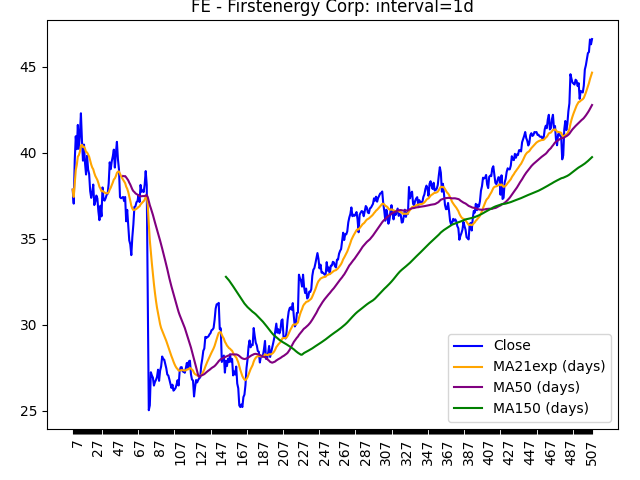 FE - Firstenergy Corp: interval=1d
45
40
35
30
25
Close
MA21exp (days)
MA50 (days)
MA150 (days)
7 27 47 67 87 107 127 147 167 187 207 227 247 267 287 307 327 347 367 387 407 427 447 467 487 507